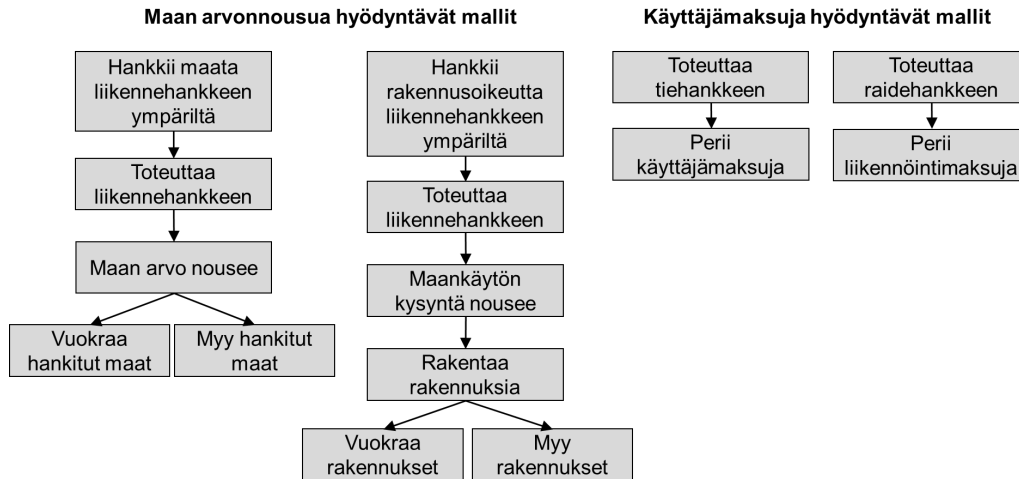 Maan arvonnousua hyödyntävät mallit
Hankkii maata
liikennehankkeen
ympäriltä
Toteuttaa
liikennehankkeen
Maan arvo nousee
Vuokraa
hankitut maat
Myy hankitut
maat
Hankkii
rakennusoikeutta
liikennehankkeen
ympäriltä
Toteuttaa
liikennehankkeen
Maankäytön
kysyntä nousee
Rakentaa
rakennuksia
Vuokraa
rakennukset
Myy
rakennukset
Käyttäjämaksuja hyödyntävät mallit
Toteuttaa
tiehankkeen
Perii
käyttäjämaksuja
Toteuttaa
raidehankkeen
Perii
liikennöintimaksuja